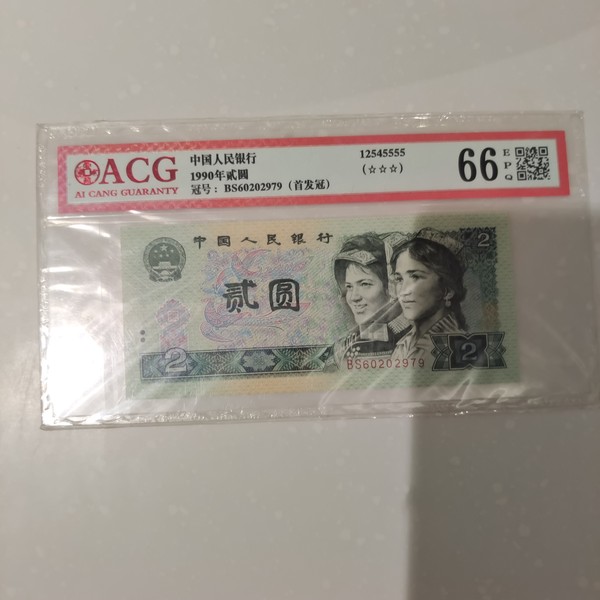 ACG
AI CANG GUARANTY
中国人民银行
1990年贰圆
冠号：BS60202979（首发冠）
12545555
(☆☆☆)
66
EPQ
中国人民银行
贰圆
2
2
2
BS60202979